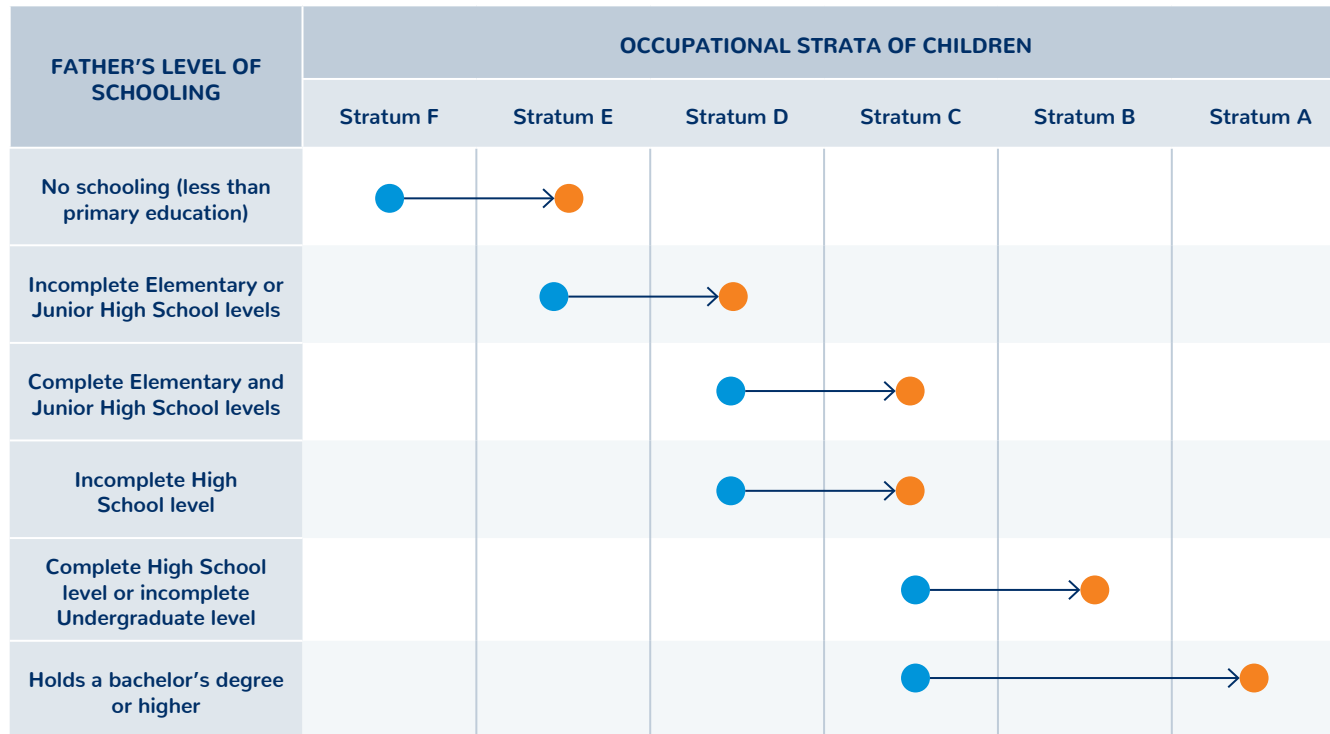 FATHER'S LEVEL OF
SCHOOLING
OCCUPATIONAL STRATA OF CHILDREN
Stratum F
Stratum E
Stratum D
Stratum C
Stratum B
Stratum A
No schooling (less than
primary education)
Incomplete Elementary or
Junior High School levels
Complete Elementary and
Junior High School levels
Incomplete High
School level
Complete High School
level or incomplete
Undergraduate level
Holds a bachelor's degree
or higher